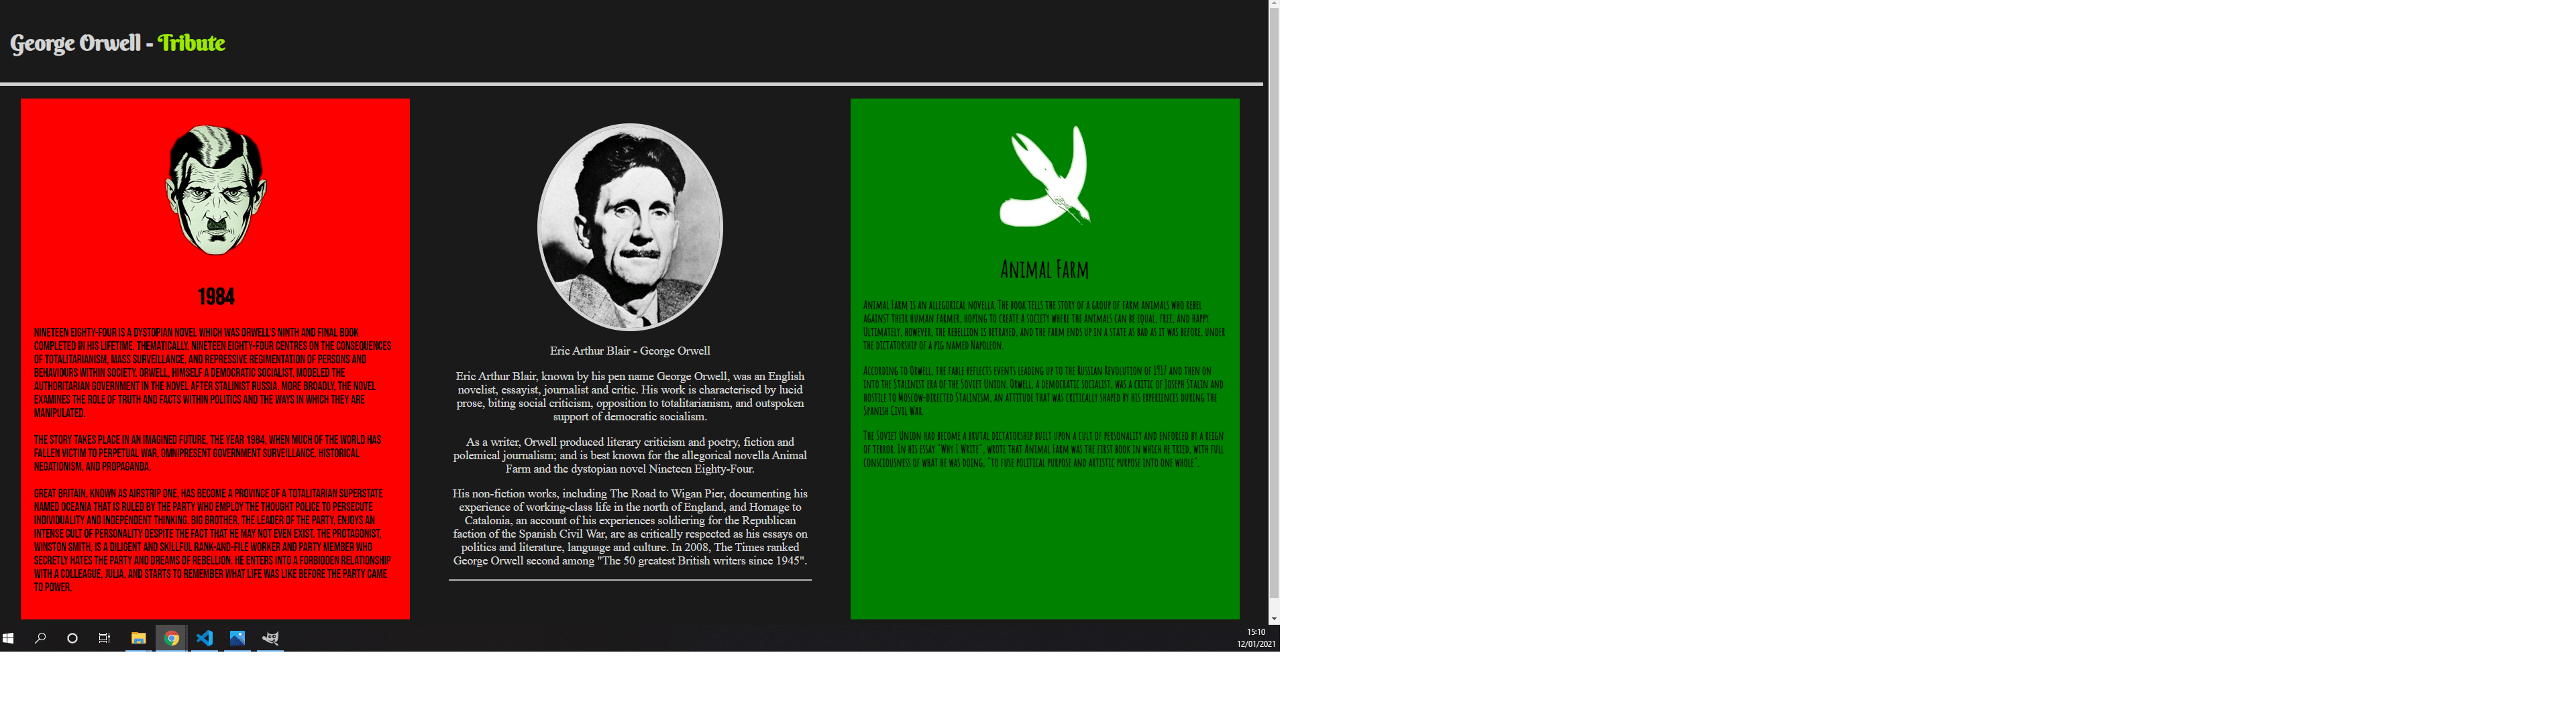 George Orwell - Tribute
1984
NINETEEN EIGHTY-FOUR IS A DYSTOPIAN NOVEL WHICH WAS ORWELL'S NINTH AND FINAL BOOK
COMPLETED IN HIS LIFETIME. THEMATICALLY, NINETEEN EIGHTY-FOUR CENTRES ON THE CONSEQUENCES
OF TOTALITARIANISM, MASS SURVEILLANCE, AND REPRESSIVE REGIMENTATION OF PERSONS AND
BEHAVIOURS WITHIN SOCIETY. ORWELL, HIMSELF A DEMOCRATIC SOCIALIST, MODELED THE
AUTHORITARIAN GOVERNMENT IN THE NOVEL AFTER STALINIST RUSSIA. MORE BROADLY, THE NOVEL
EXAMINES THE ROLE OF TRUTH AND FACTS WITHIN POLITICS AND THE WAYS IN WHICH THEY ARE
MANIPULATED.
THE STORY TAKES PLACE IN AN IMAGINED FUTURE, THE YEAR 1984, WHEN MUCH OF THE WORLD HAS
FALLEN VICTIM TO PERPETUAL WAR, OMNIPRESENT GOVERNMENT SURVEILLANCE, HISTORICAL
NEGATIONISM, AND PROPAGANDA.
GREAT BRITAIN, KNOWN AS AIRSTRIP ONE, HAS BECOME A PROVINCE OF A TOTALITARIAN SUPERSTATE
NAMED OCEANIA THAT IS RULED BY THE PARTY WHO EMPLOY THE THOUGHT POLICE TO PERSECUTE
INDIVIDUALITY AND INDEPENDENT THINKING. BIG BROTHER, THE LEADER OF THE PARTY, ENJOYS AN
INTENSE CULT OF PERSONALITY DESPITE THE FACT THAT HE MAY NOT EVEN EXIST. THE PROTAGONIST,
WINSTON SMITH, IS A DILIGENT AND SKILLFUL RANK-AND-FILE WORKER AND PARTY MEMBER WHO
SECRETLY HATES THE PARTY AND DREAMS OF REBELLION. HE ENTERS INTO A FORBIDDEN RELATIONSHIP
WITH A COLLEAGUE, JULIA, AND STARTS TO REMEMBER WHAT LIFE WAS LIKE BEFORE THE PARTY CAME
TO POWER.
Eric Arthur Blair - George Orwell
Eric Arthur Blair, known by his pen name George Orwell, was an English
novelist, essayist, journalist and critic. His work is characterised by lucid
prose, biting social criticism, opposition to totalitarianism, and outspoken
support of democratic socialism.
As a writer, Orwell produced literary criticism and poetry, fiction and
polemical journalism; and is best known for the allegorical novella Animal
Farm and the dystopian novel Nineteen Eighty-Four.
His non-fiction works, including The Road to Wigan Pier, documenting his
experience of working-class life in the north of England, and Homage to
Catalonia, an account of his experiences soldiering for the Republican
faction of the Spanish Civil War, are as critically respected as his essays on
politics and literature, language and culture. In 2008, The Times ranked
George Orwell second among "The 50 greatest British writers since 1945".
Animal Farm
Animal Farm is an allegorical novella. The book tells the story of a group of farm animals who rebel
against their human farmer, hoping to create a society where the animals can be equal, free, and happy.
Ultimately, however, the rebellion is betrayed, and the farm ends up in a state as bad as it was before, under
the dictatorship of a pig named Napoleon.
According to Orwell, the fable reflects events leading up to the Russian Revolution of 1917 and then on
into the Stalinist era of the Soviet Union. Orwell, a democratic socialist, was a critic of Joseph Stalin and
hostile to Moscow-directed Stalinism, an attitude that was critically shaped by his experiences during the
Spanish Civil War.
The Soviet Union had become a brutal dictatorship built upon a cult of personality and enforced by a reign
of terror. In his essay "Why I Write", wrote that Animal Farm was the first book in which he tried, with full
consciousness of what he was doing, "to fuse political purpose and artistic purpose into one whole".
15:10
12/01/2021